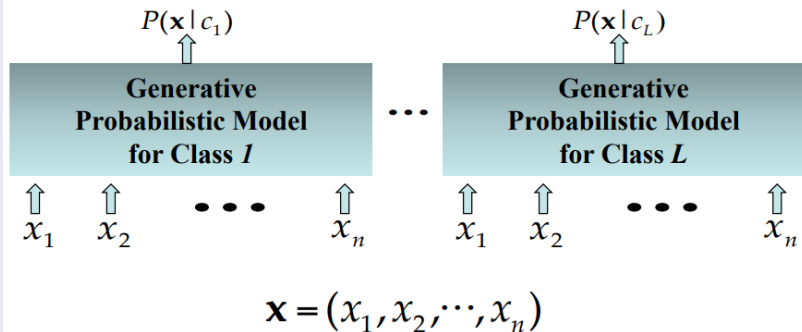 P(x|c₁) P(x|c_L)
Generative Probabilistic Model for Class 1
• • •
Generative Probabilistic Model for Class L
x₁ x₂ • • • xₙ x₁ x₂ • • • xₙ
x = (x₁, x₂, ⋯, xₙ)